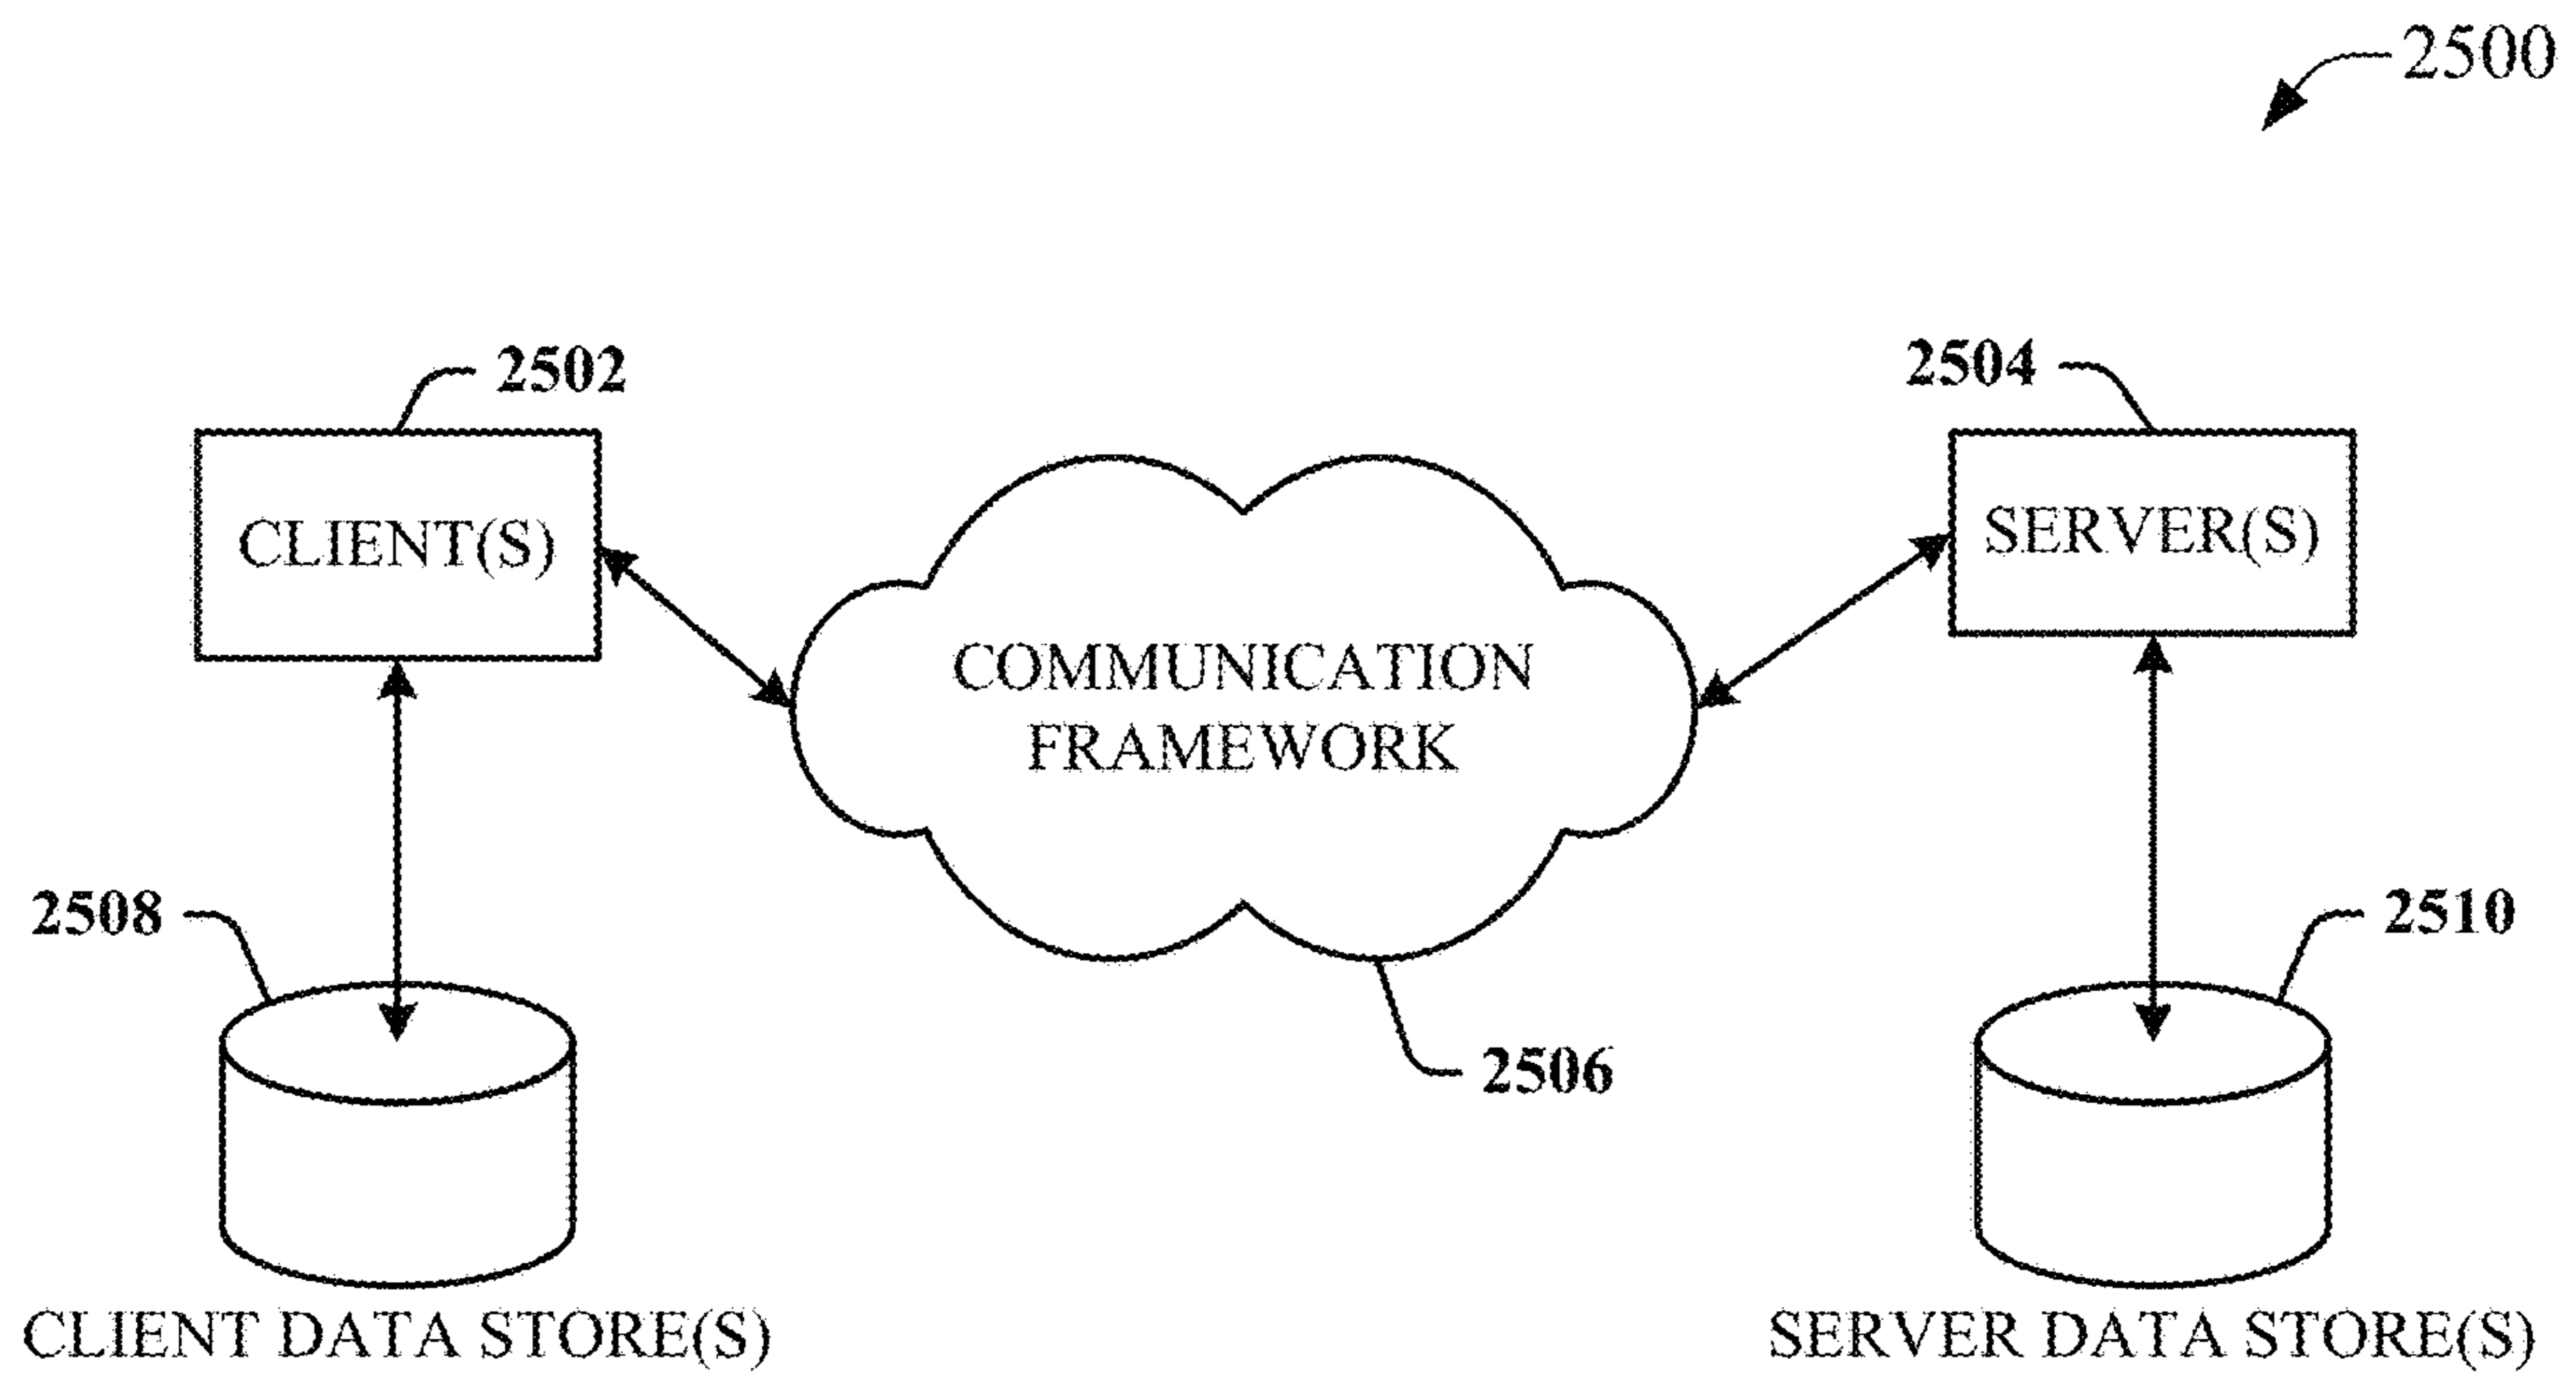 2500
2502
2504
CLIENT(S)
SERVER(S)
COMMUNICATION
FRAMEWORK
2508
2510
2506
CLIENT DATA STORE(S)
SERVER DATA STORE(S)